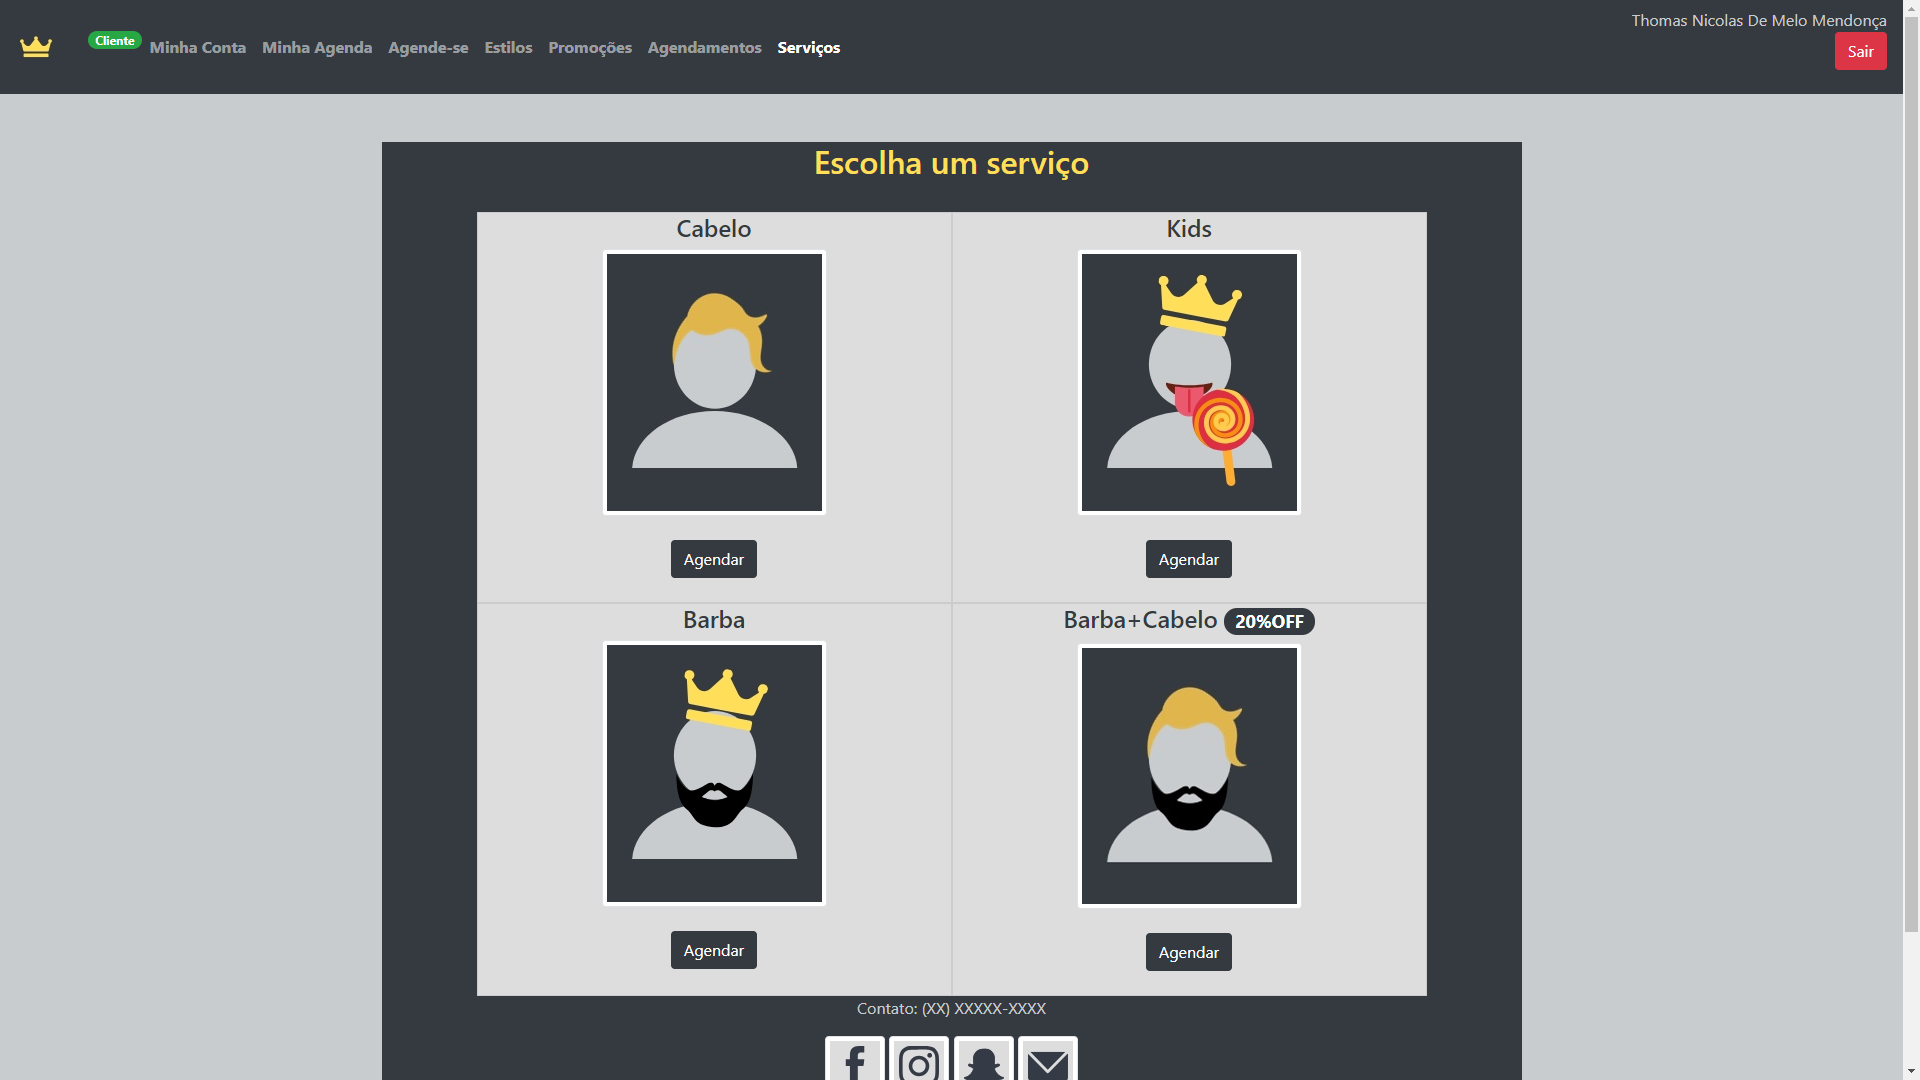 Cliente Minha Conta Minha Agenda Agende-se Estilos Promoções Agendamentos Serviços
Thomas Nicolas De Melo Mendonça
Sair
Escolha um serviço
Cabelo
Kids
Agendar
Agendar
Barba
Barba+Cabelo 20%OFF
Agendar
Agendar
Contato: (XX) XXXXX-XXXX